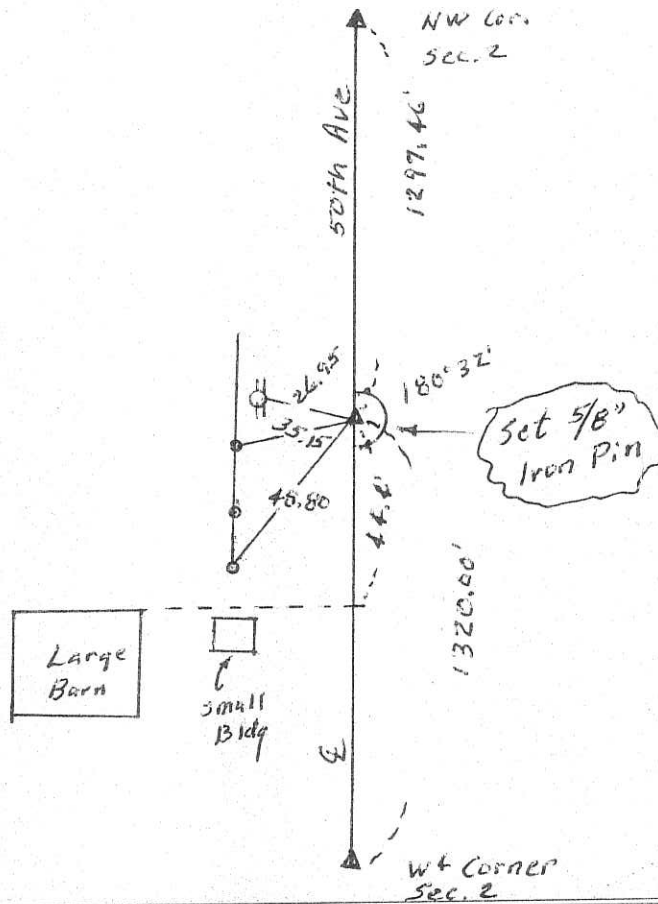 NW Cor.
Sec. 2
50th Ave
1297.46'
26.95
180°32'
35.15
Set 5/8"
Iron Pin
48.80
1320.00'
Large
Barn
Small
Bldg
℄
W¼ Corner
Sec. 2